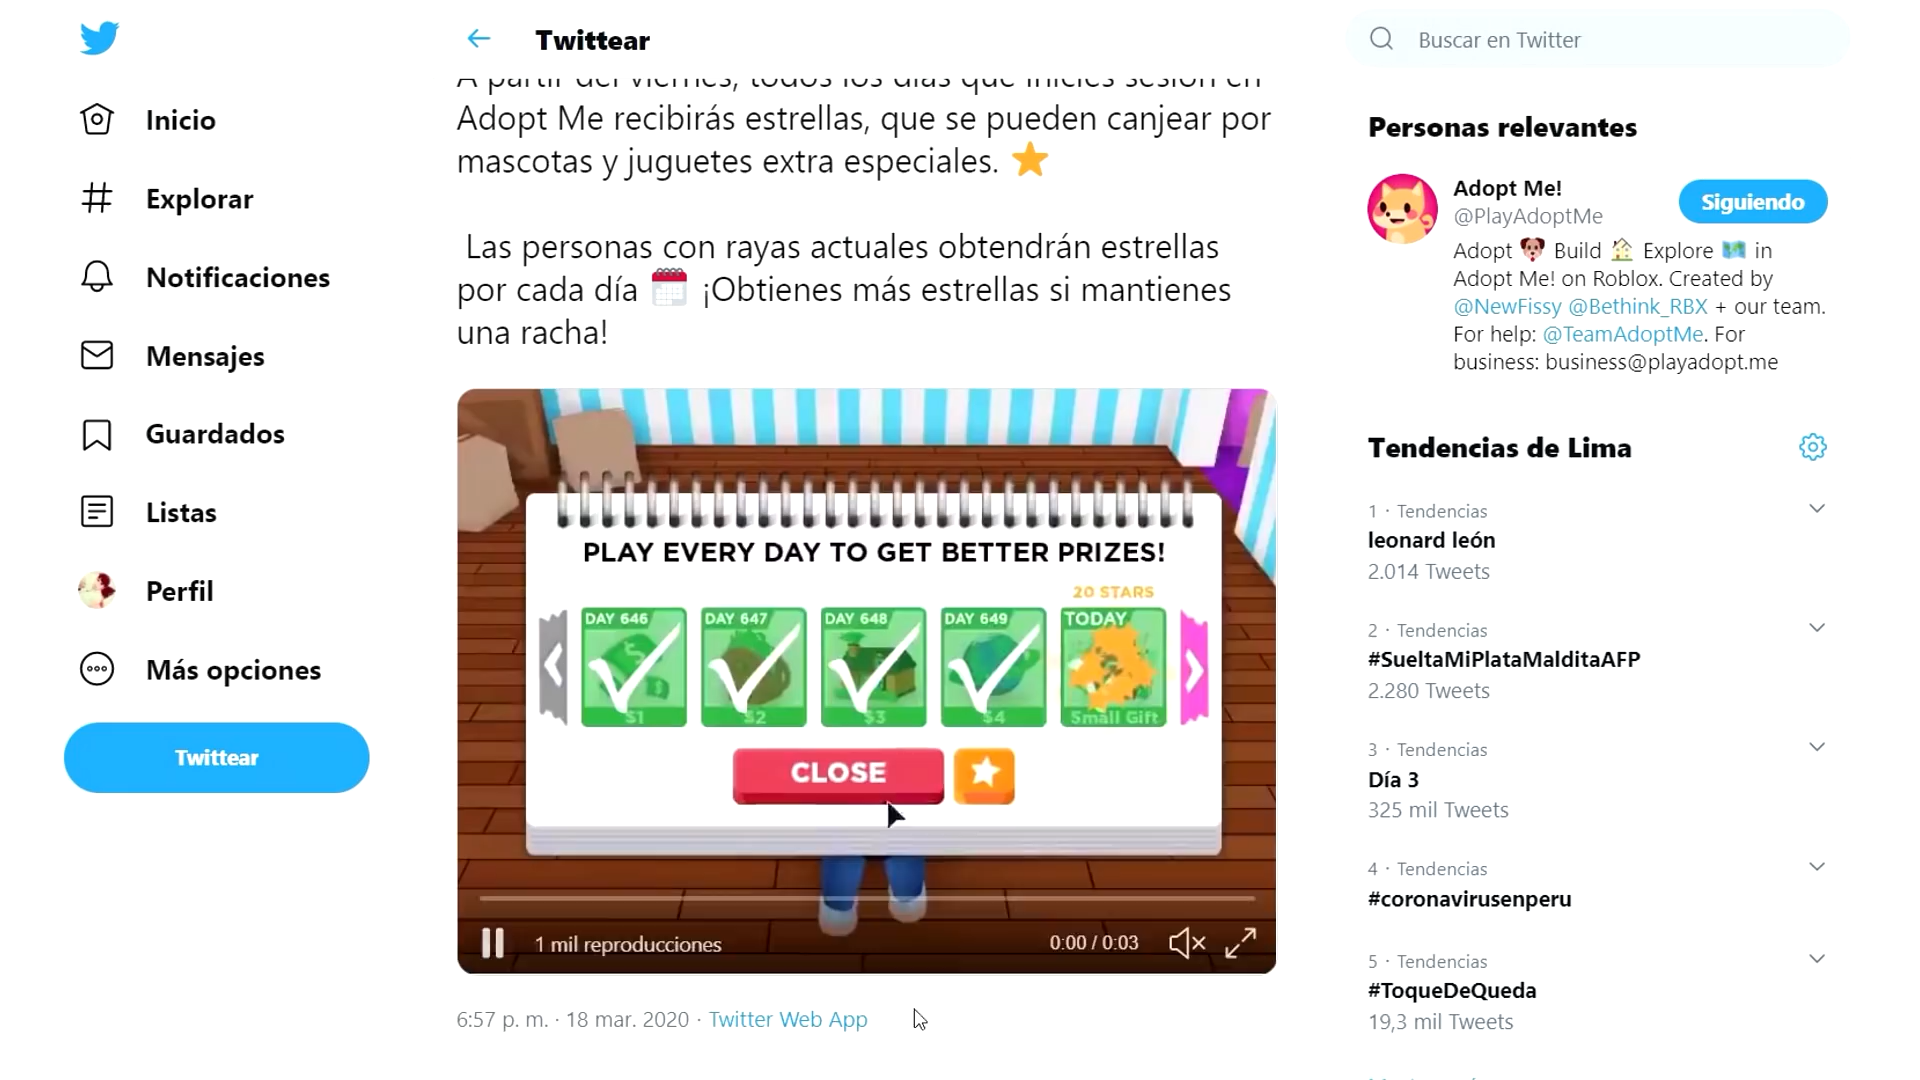 Inicio
Explorar
Notificaciones
Mensajes
Guardados
Listas
Perfil
Más opciones
Twittear
Twittear
A partir del viernes, todos los días que inicies sesión en
Adopt Me recibirás estrellas, que se pueden canjear por
mascotas y juguetes extra especiales. ⭐
Las personas con rayas actuales obtendrán estrellas
por cada día 📅 ¡Obtienes más estrellas si mantienes
una racha!
PLAY EVERY DAY TO GET BETTER PRIZES!
20 STARS
DAY 646
DAY 647
DAY 648
DAY 649
TODAY
$1
$2
$3
$4
Small Gift
CLOSE
1 mil reproducciones
0:00 / 0:03
6:57 p. m. · 18 mar. 2020 · Twitter Web App
Buscar en Twitter
Personas relevantes
Adopt Me!
@PlayAdoptMe
Siguiendo
Adopt 🐶 Build 🏠 Explore 🗺️ in
Adopt Me! on Roblox. Created by
@NewFissy @Bethink_RBX + our team.
For help: @TeamAdoptMe. For
business: business@playadopt.me
Tendencias de Lima
1 · Tendencias
leonard león
2.014 Tweets
2 · Tendencias
#SueltaMiPlataMalditaAFP
2.280 Tweets
3 · Tendencias
Día 3
325 mil Tweets
4 · Tendencias
#coronavirusenperu
5 · Tendencias
#ToqueDeQueda
19,3 mil Tweets